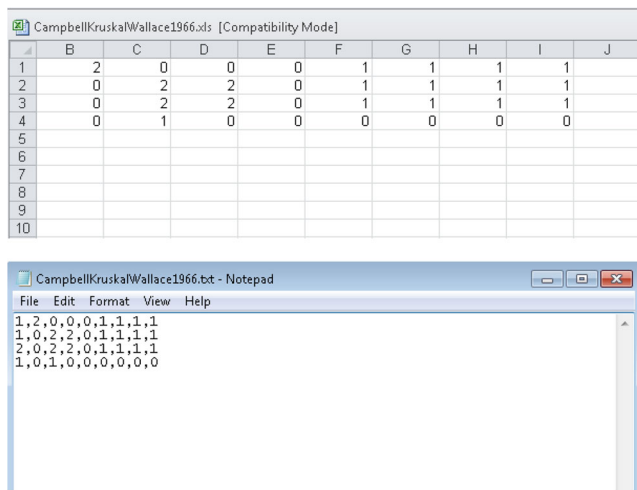 CampbellKruskalWallace1966.xls [Compatibility Mode]
B C D E F G H I J
1 2 0 0 0 1 1 1 1
2 0 2 2 0 1 1 1 1
3 0 2 2 0 1 1 1 1
4 0 1 0 0 0 0 0 0
5
6
7
8
9
10
CampbellKruskalWallace1966.txt - Notepad
File Edit Format View Help
1,2,0,0,0,1,1,1,1
1,0,2,2,0,1,1,1,1
2,0,2,2,0,1,1,1,1
1,0,1,0,0,0,0,0,0